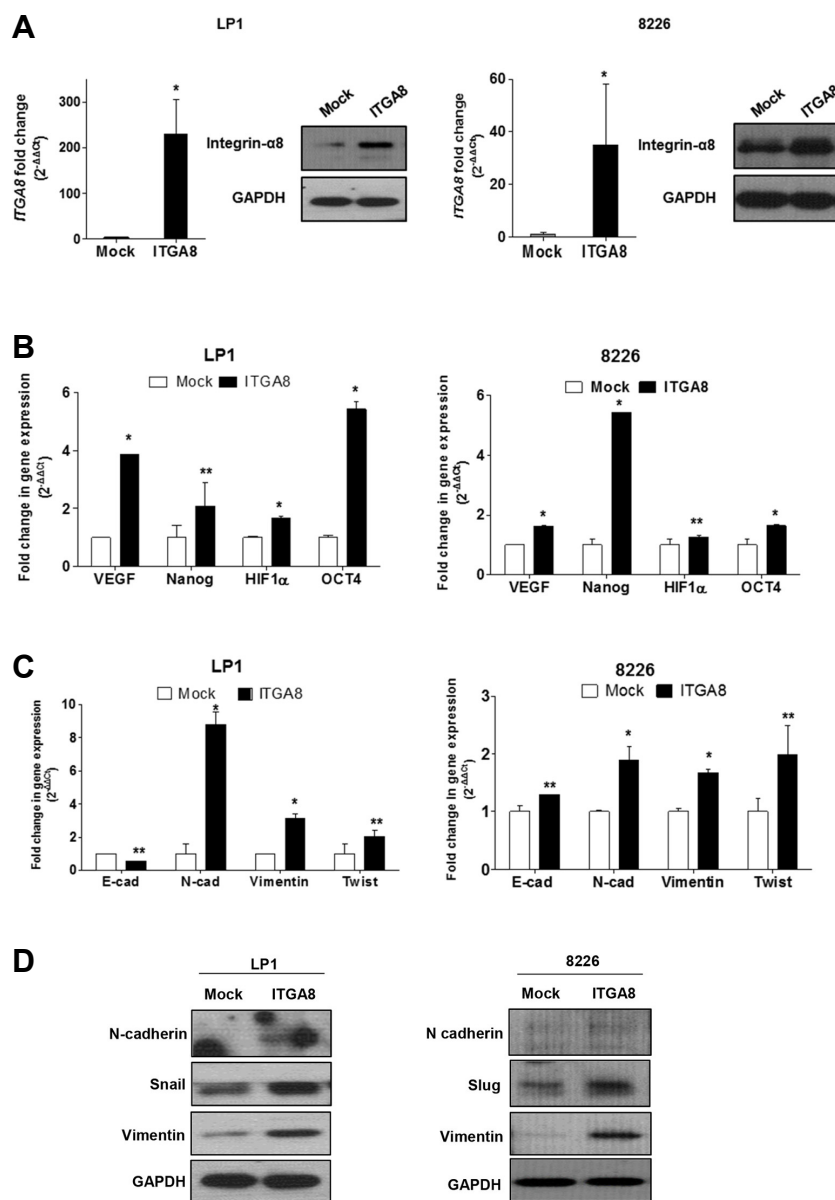 A
LP1
8226
ITGA8 fold change
(2-ΔΔCt)
300
200
100
0
Mock
ITGA8
*
Mock
ITGA8
Integrin-α8
GAPDH
ITGA8 fold change
(2-ΔΔCt)
60
40
20
0
Mock
ITGA8
*
Mock
ITGA8
Integrin-α8
GAPDH
B
LP1
Mock
ITGA8
Fold change in gene expression
(2-ΔΔCt)
6
4
2
0
*
**
*
*
VEGF
Nanog
HIF1α
OCT4
8226
Mock
ITGA8
Fold change in gene expression
(2-ΔΔCt)
6
4
2
0
*
*
**
*
VEGF
Nanog
HIF1α
OCT4
C
LP1
Mock
ITGA8
Fold change in gene expression
(2-ΔΔCt)
10
8
6
4
2
0
**
*
*
**
E-cad
N-cad
Vimentin
Twist
8226
Mock
ITGA8
Fold change In gene expression
(2-ΔΔCt)
3
2
1
0
**
*
*
**
E-cad
N-cad
Vimentin
Twist
D
LP1
Mock
ITGA8
N-cadherin
Snail
Vimentin
GAPDH
8226
Mock
ITGA8
N cadherin
Slug
Vimentin
GAPDH